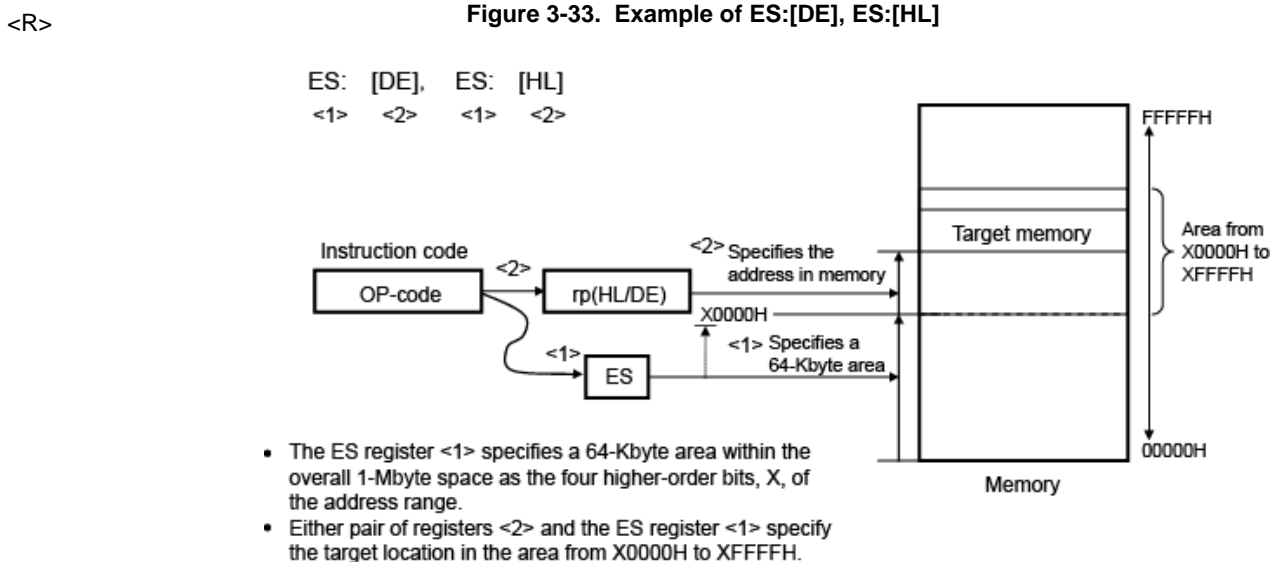 <R>
Figure 3-33. Example of ES:[DE], ES:[HL]
ES: [DE], ES: [HL]
<1> <2> <1> <2>
FFFFFH
Target memory
Area from
X0000H to
XFFFFH
Instruction code
OP-code
<2>
rp(HL/DE)
<2> Specifies the
address in memory
X0000H
<1> Specifies a
64-Kbyte area
<1>
ES
00000H
Memory
• The ES register <1> specifies a 64-Kbyte area within the
overall 1-Mbyte space as the four higher-order bits, X, of
the address range.
• Either pair of registers <2> and the ES register <1> specify
the target location in the area from X0000H to XFFFFH.